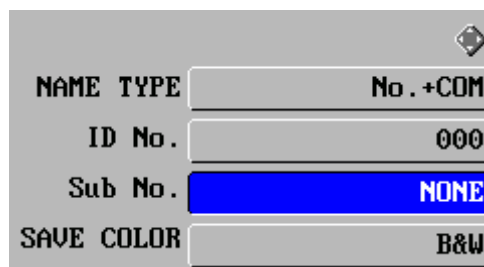 NAME TYPE No.+COM
ID No. 000
Sub No. NONE
SAVE COLOR B&W